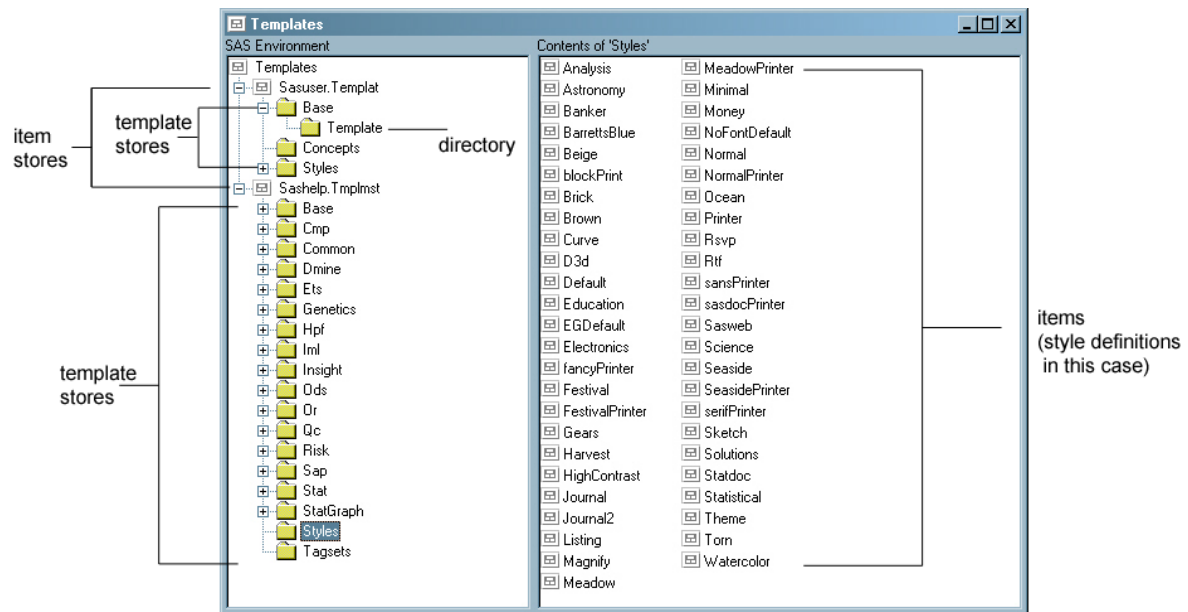 Templates
SAS Environment
Contents of 'Styles'
Templates
Sasuser.Templat
Base
Template
Concepts
Styles
Sashelp.Tmplmst
Base
Cmp
Common
Dmine
Ets
Genetics
Hpf
Iml
Insight
Ods
Or
Qc
Risk
Sap
Stat
StatGraph
Styles
Tagsets
Analysis
Astronomy
Banker
BarrettsBlue
Beige
blockPrint
Brick
Brown
Curve
D3d
Default
Education
EGDefault
Electronics
fancyPrinter
Festival
FestivalPrinter
Gears
Harvest
HighContrast
Journal
Journal2
Listing
Magnify
Meadow
MeadowPrinter
Minimal
Money
NoFontDefault
Normal
NormalPrinter
Ocean
Printer
Rsvp
Rtf
sansPrinter
sasdocPrinter
Sasweb
Science
Seaside
SeasidePrinter
serifPrinter
Sketch
Solutions
Statdoc
Statistical
Theme
Torn
Watercolor
item
stores
template
stores
directory
template
stores
items
(style definitions
in this case)